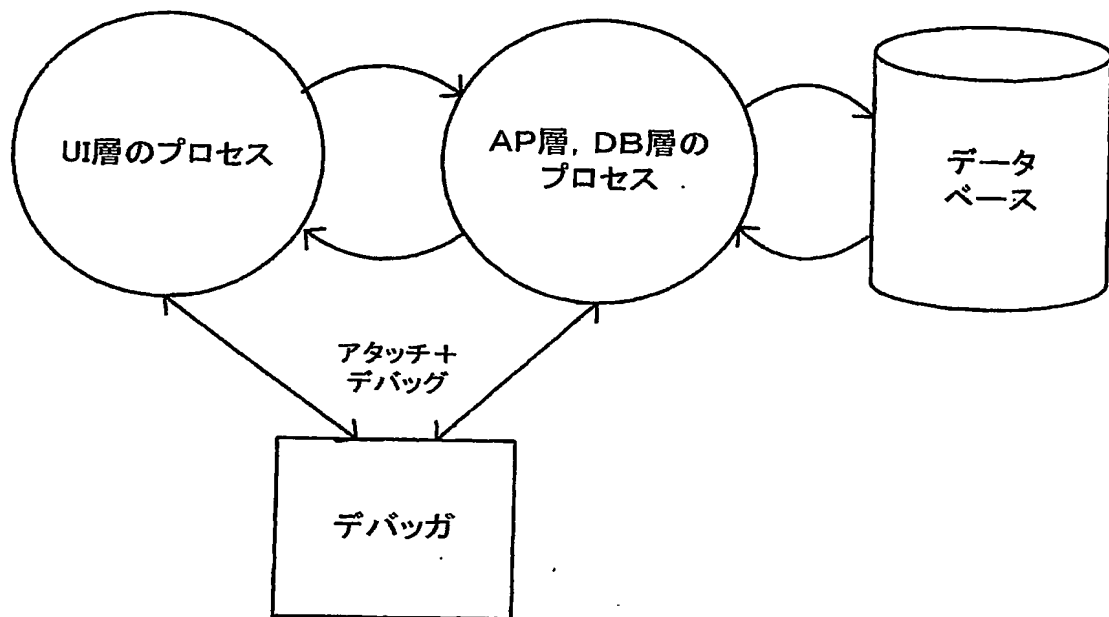 UI層のプロセス
AP層，DB層の
プロセス
データ
ベース
アタッチ＋
デバッグ
デバッガ